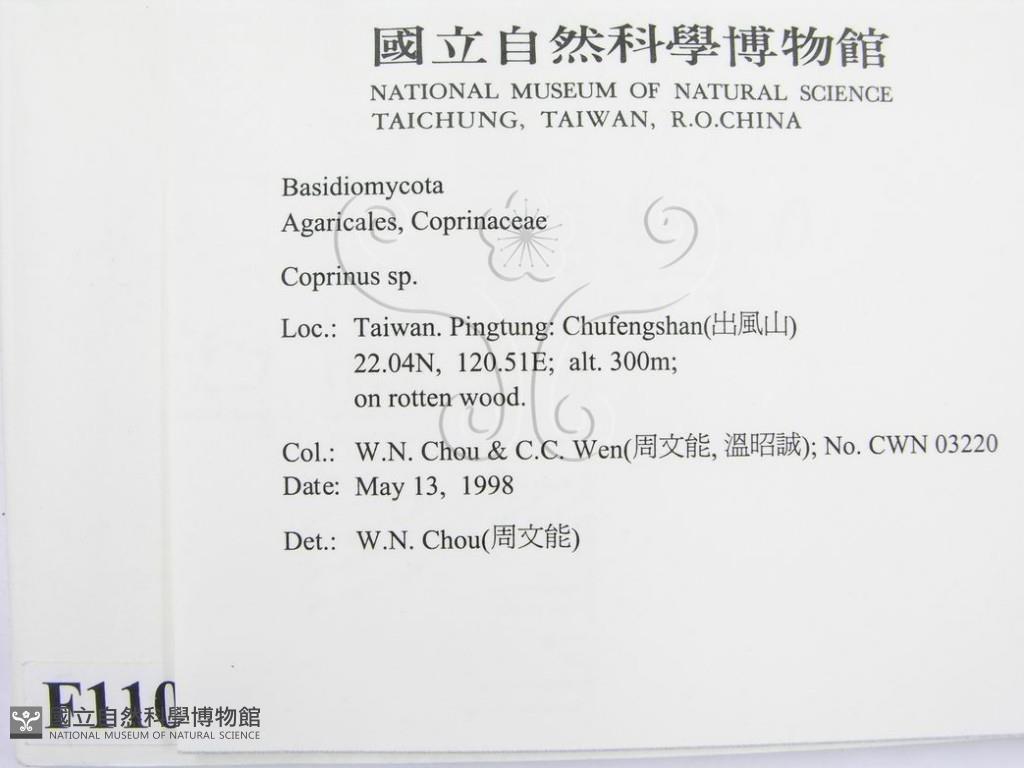 國立自然科學博物館
NATIONAL MUSEUM OF NATURAL SCIENCE
TAICHUNG, TAIWAN, R.O.CHINA
Basidiomycota
Agaricales, Coprinaceae
Coprinus sp.
Loc.: Taiwan. Pingtung: Chufengshan(出風山)
22.04N, 120.51E; alt. 300m;
on rotten wood.
Col.: W.N. Chou & C.C. Wen(周文能, 溫昭誠); No. CWN 03220
Date: May 13, 1998
Det.: W.N. Chou(周文能)
F110
國立自然科學博物館
NATIONAL MUSEUM OF NATURAL SCIENCE